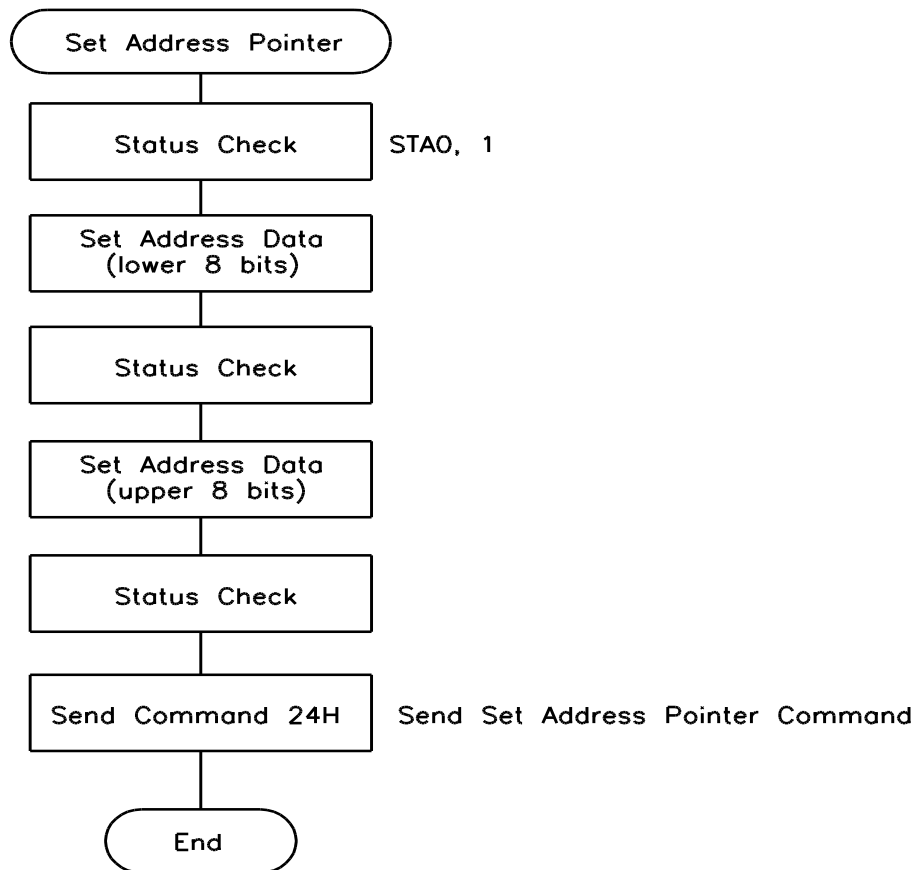 Set Address Pointer
Status Check
STA0, 1
Set Address Data
(lower 8 bits)
Status Check
Set Address Data
(upper 8 bits)
Status Check
Send Command 24H
Send Set Address Pointer Command
End